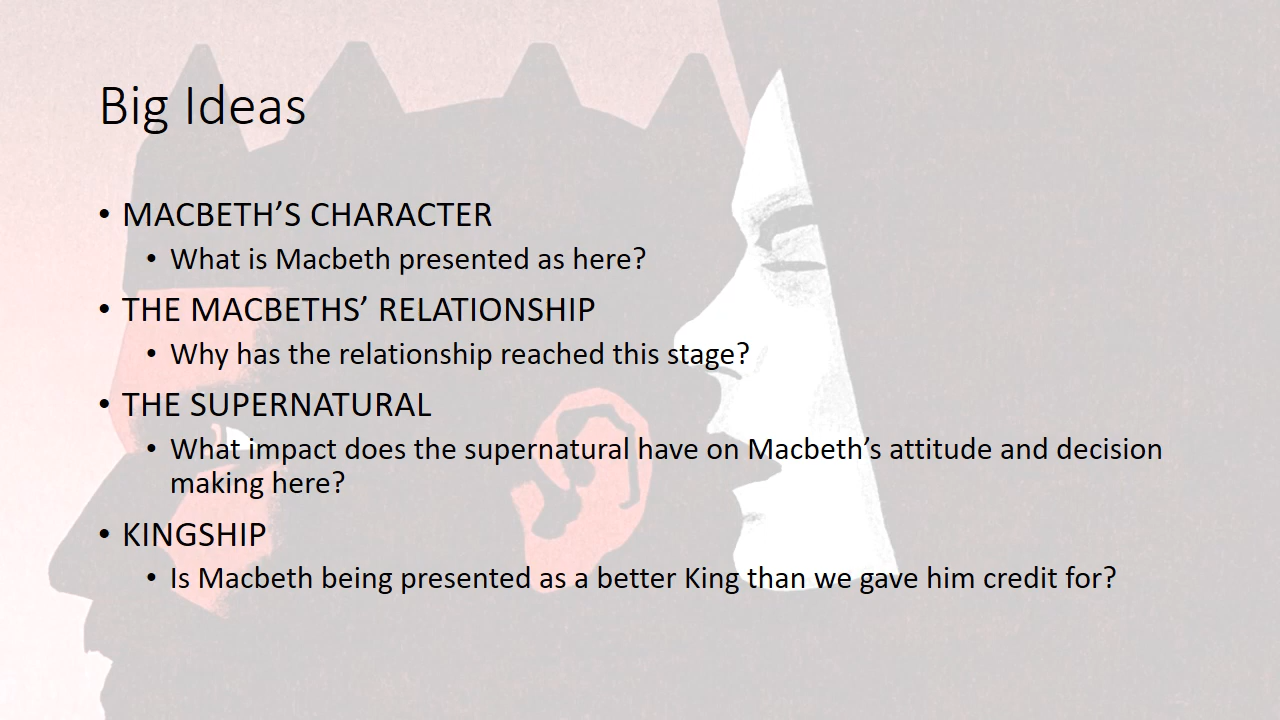 Big Ideas
• MACBETH’S CHARACTER
• What is Macbeth presented as here?
• THE MACBETHS’ RELATIONSHIP
• Why has the relationship reached this stage?
• THE SUPERNATURAL
• What impact does the supernatural have on Macbeth’s attitude and decision
making here?
• KINGSHIP
• Is Macbeth being presented as a better King than we gave him credit for?